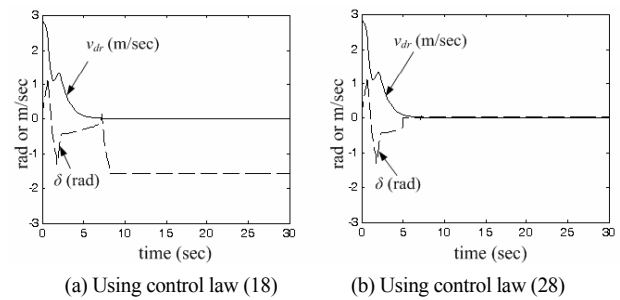 3
2
1
0
-1
-2
-3
rad or m/sec
v_dr (m/sec)
δ (rad)
0 5 10 15 20 25 30
time (sec)
(a) Using control law (18)
3
2
1
0
-1
-2
-3
rad or m/sec
v_dr (m/sec)
δ (rad)
0 5 10 15 20 25 30
time (sec)
(b) Using control law (28)